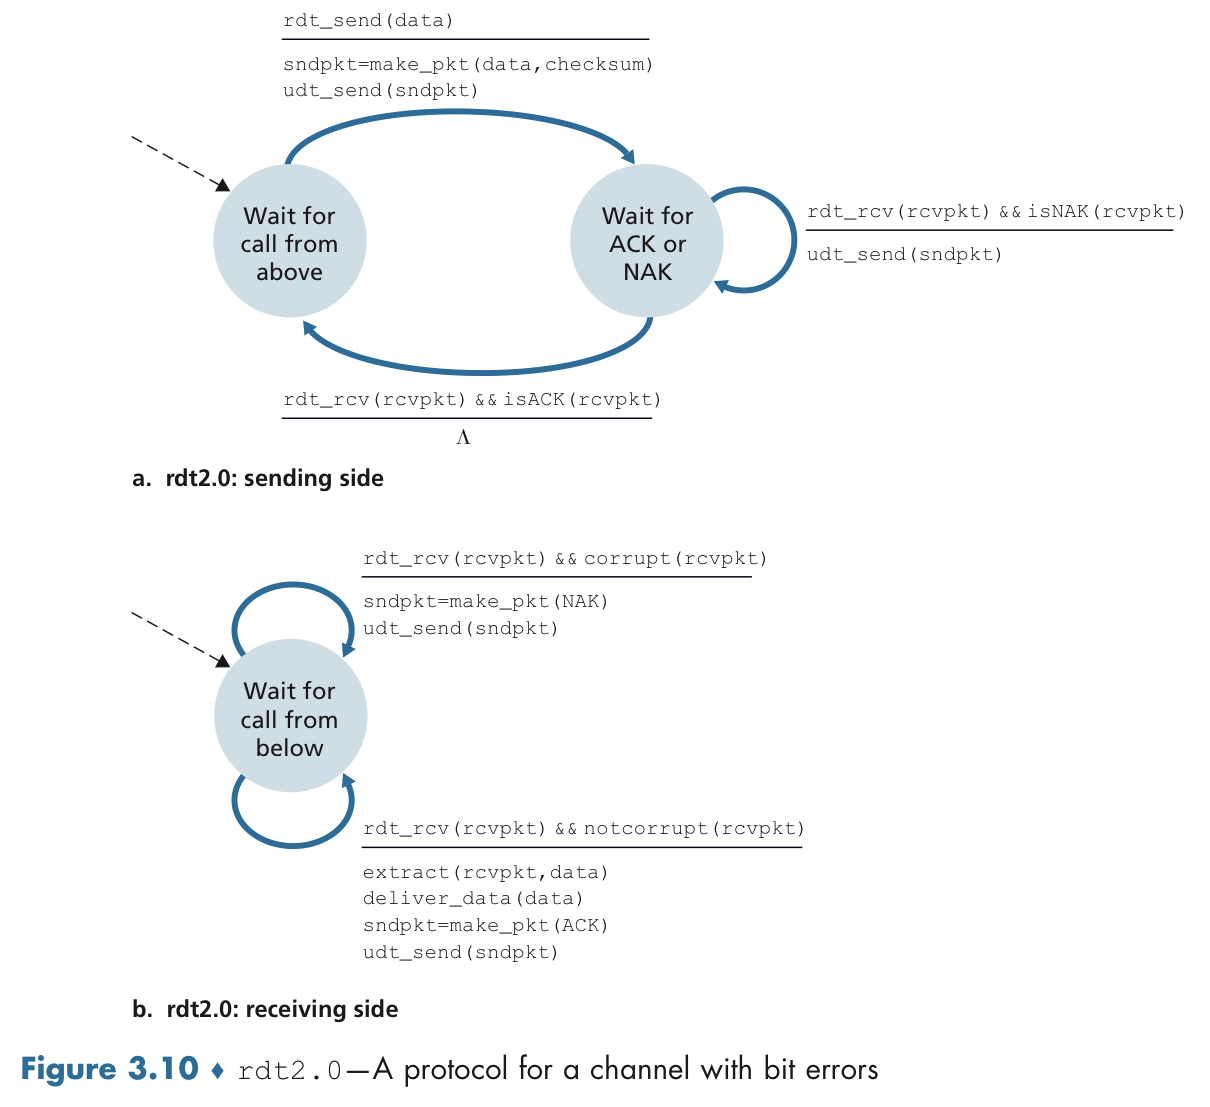 rdt_send(data)
sndpkt=make_pkt(data,checksum)
udt_send(sndpkt)
Wait for
call from
above
Wait for
ACK or
NAK
rdt_rcv(rcvpkt) && isNAK(rcvpkt)
udt_send(sndpkt)
rdt_rcv(rcvpkt) && isACK(rcvpkt)
Λ
a. rdt2.0: sending side
rdt_rcv(rcvpkt) && corrupt(rcvpkt)
sndpkt=make_pkt(NAK)
udt_send(sndpkt)
Wait for
call from
below
rdt_rcv(rcvpkt) && notcorrupt(rcvpkt)
extract(rcvpkt,data)
deliver_data(data)
sndpkt=make_pkt(ACK)
udt_send(sndpkt)
b. rdt2.0: receiving side
Figure 3.10 ♦ rdt2.0—A protocol for a channel with bit errors